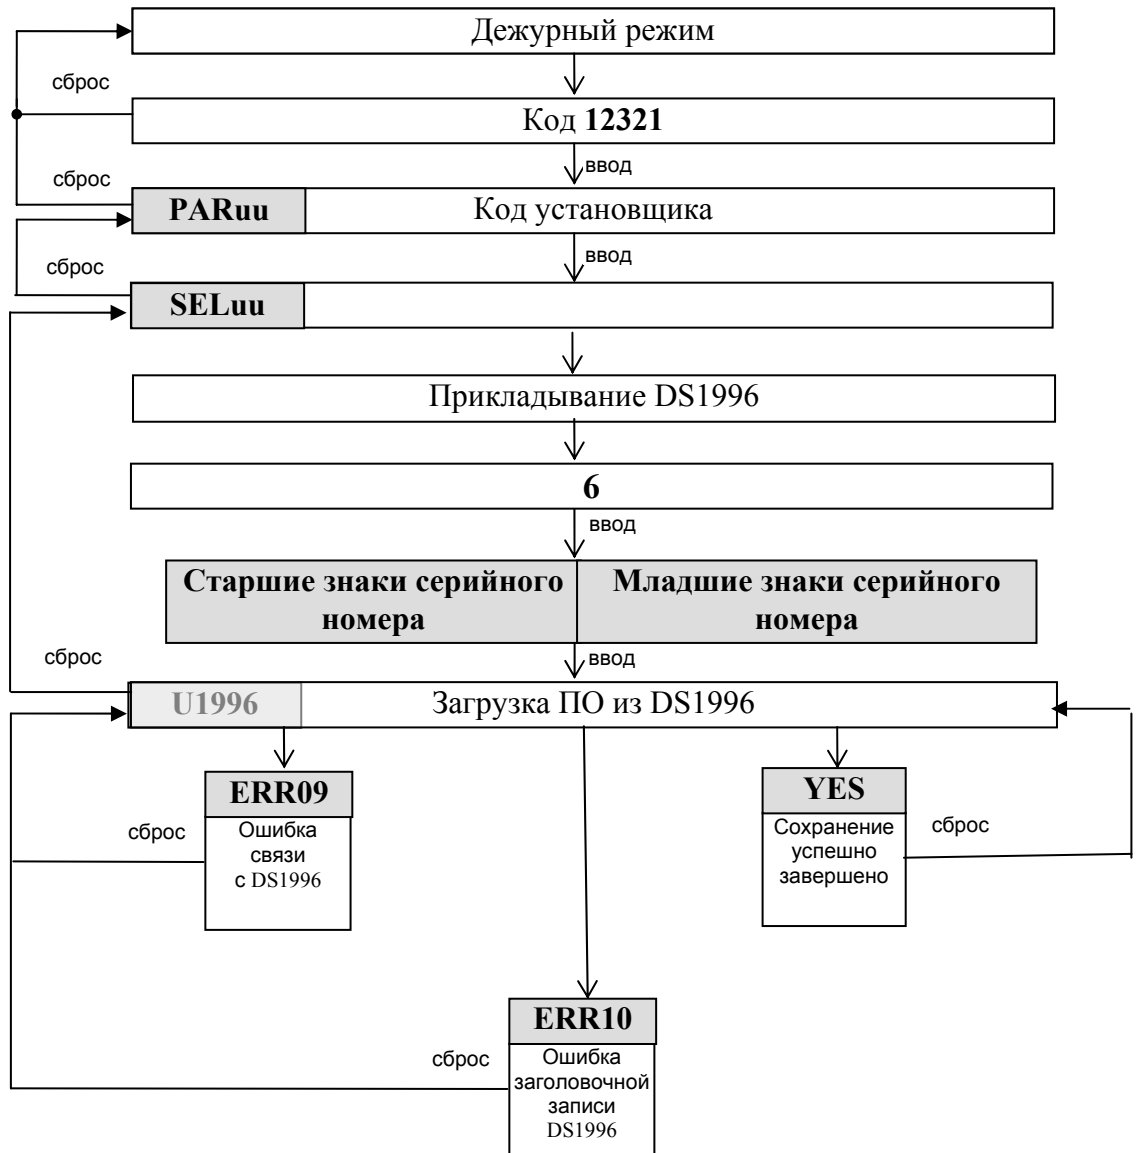 Дежурный режим
сброс
Код 12321
ввод
сброс
PARuu Код установщика
ввод
сброс
SELuu
Прикладывание DS1996
6
ввод
Старшие знаки серийного номера
Младшие знаки серийного номера
сброс
ввод
U1996 Загрузка ПО из DS1996
ERR09
Ошибка
связи
с DS1996
сброс
YES
Сохранение
успешно
завершено
сброс
ERR10
Ошибка
заголовочной
записи
DS1996
сброс